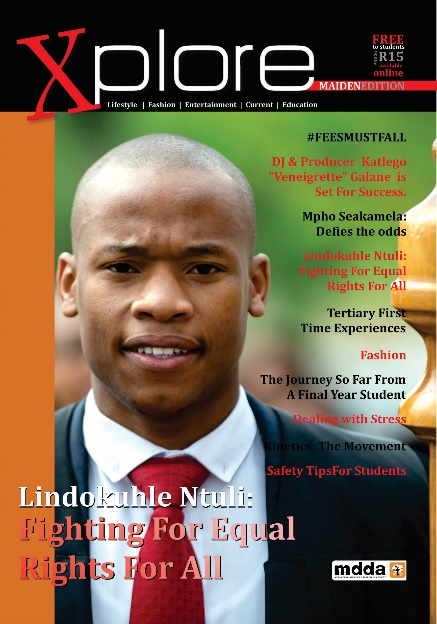 Xplore
FREE
to students
R15
available
online
MAIDENEDITION
Lifestyle | Fashion | Entertainment | Current | Education
#FEESMUSTFALL
DJ & Producer Katlego
"Veneigrette" Galane is
Set For Success.
Mpho Seakamela:
Defies the odds
Lindokuhle Ntuli:
Fighting For Equal
Rights For All
Tertiary First
Time Experiences
Fashion
The Journey So Far From
A Final Year Student
Dealing with Stress
Kinetics: The Movement
Safety TipsFor Students
Lindokuhle Ntuli:
Fighting For Equal
Rights For All
mdda